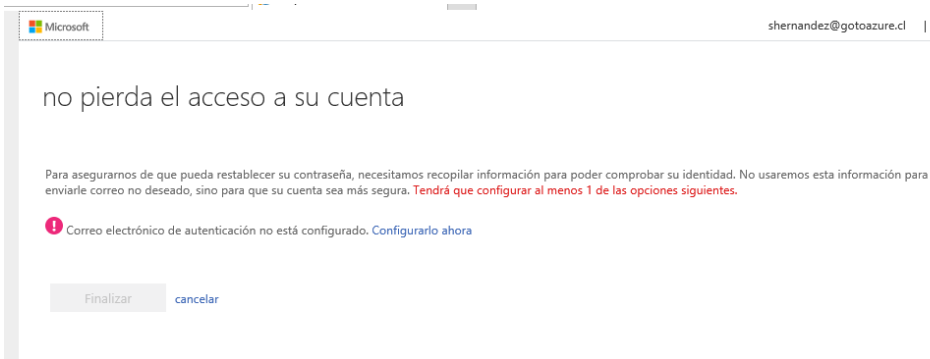 Microsoft
shernandez@gotoazure.cl |
no pierda el acceso a su cuenta
Para asegurarnos de que pueda restablecer su contraseña, necesitamos recopilar información para poder comprobar su identidad. No usaremos esta información para
enviarle correo no deseado, sino para que su cuenta sea más segura. Tendrá que configurar al menos 1 de las opciones siguientes.
! Correo electrónico de autenticación no está configurado. Configurarlo ahora
Finalizar cancelar